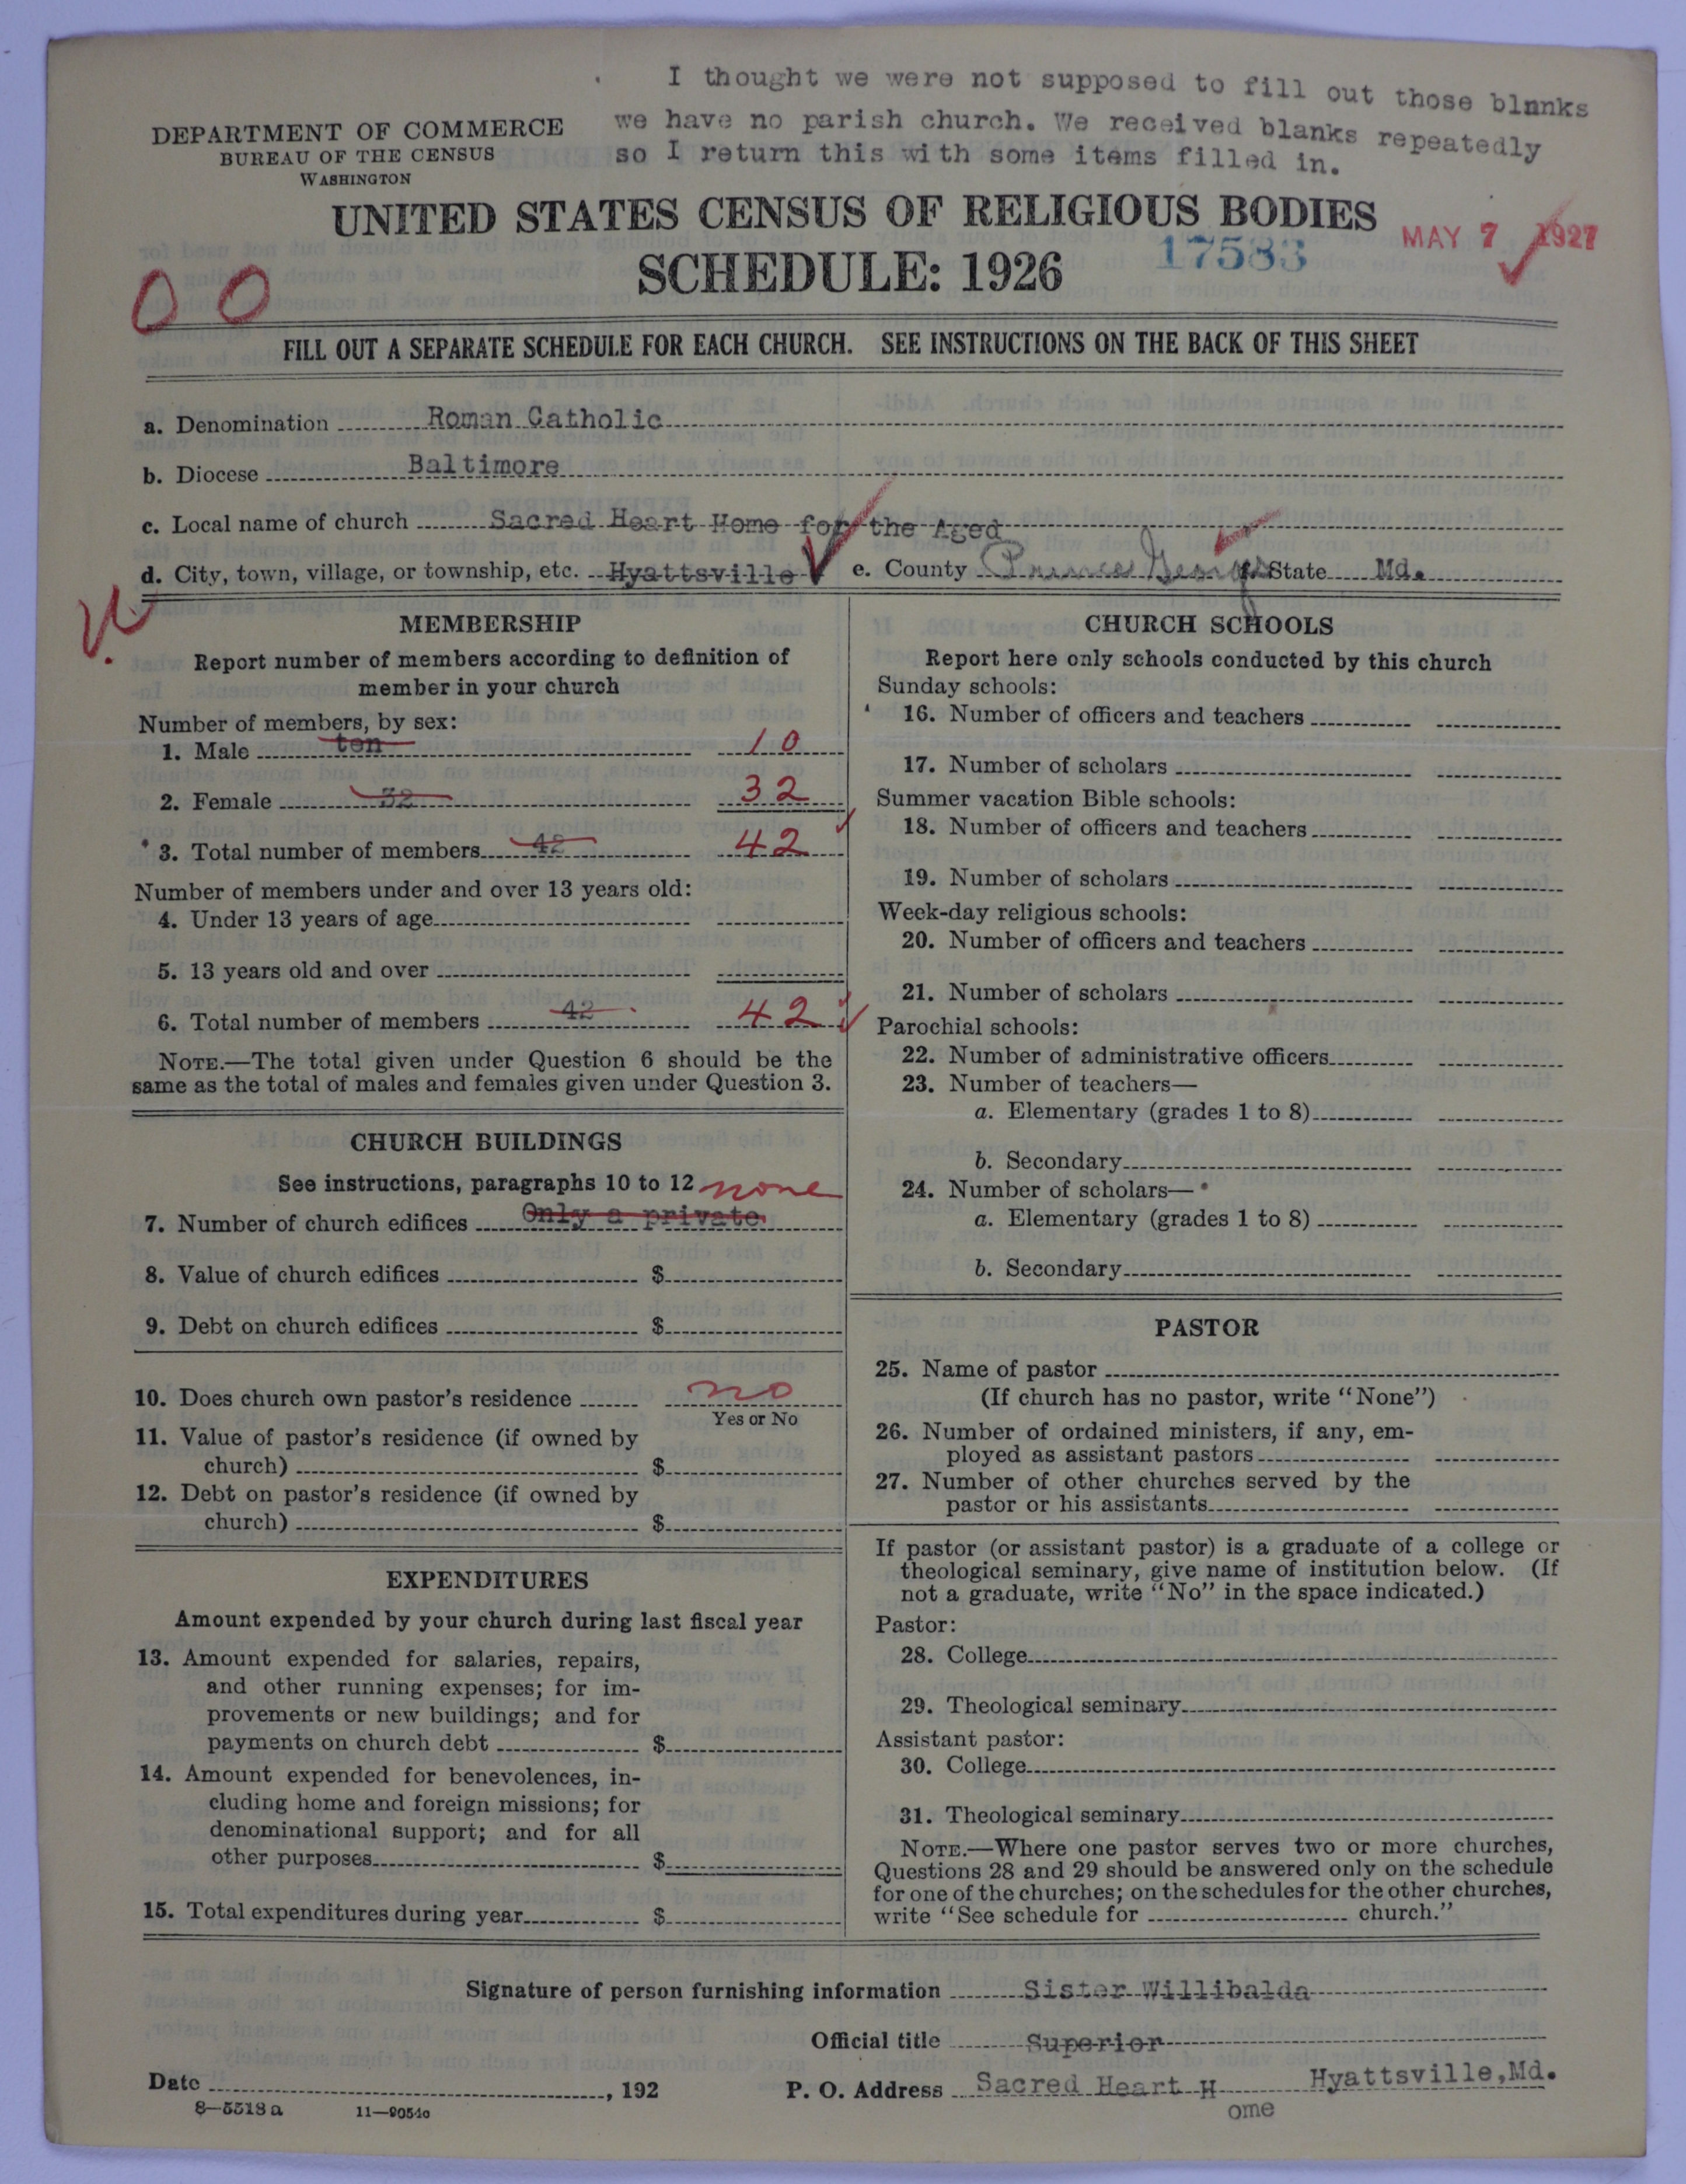 I thought we were not supposed to fill out those blnnks
we have no parish church. We received blanks repeatedly
so I return this with some items filled in.
DEPARTMENT OF COMMERCE
BUREAU OF THE CENSUS
WASHINGTON
UNITED STATES CENSUS OF RELIGIOUS BODIES
MAY 7 1927
17583
SCHEDULE: 1926
00
FILL OUT A SEPARATE SCHEDULE FOR EACH CHURCH. SEE INSTRUCTIONS ON THE BACK OF THIS SHEET
a. Denomination Roman Catholic
b. Diocese Baltimore
c. Local name of church Sacred Heart Home for the Aged
d. City, town, village, or township, etc. Hyattsville e. County Prince Georges f. State Md.
MEMBERSHIP
Report number of members according to definition of
member in your church
Number of members, by sex:
1. Male ten 10
2. Female 32 32
3. Total number of members 42 42
Number of members under and over 13 years old:
4. Under 13 years of age
5. 13 years old and over
6. Total number of members 42 42
NOTE.—The total given under Question 6 should be the
same as the total of males and females given under Question 3.
CHURCH BUILDINGS
See instructions, paragraphs 10 to 12 none
7. Number of church edifices Only a private
8. Value of church edifices $
9. Debt on church edifices $
10. Does church own pastor's residence no
Yes or No
11. Value of pastor's residence (if owned by
church) $
12. Debt on pastor's residence (if owned by
church) $
EXPENDITURES
Amount expended by your church during last fiscal year
13. Amount expended for salaries, repairs,
and other running expenses; for im-
provements or new buildings; and for
payments on church debt $
14. Amount expended for benevolences, in-
cluding home and foreign missions; for
denominational support; and for all
other purposes $
15. Total expenditures during year $
CHURCH SCHOOLS
Report here only schools conducted by this church
Sunday schools:
16. Number of officers and teachers
17. Number of scholars
Summer vacation Bible schools:
18. Number of officers and teachers
19. Number of scholars
Week-day religious schools:
20. Number of officers and teachers
21. Number of scholars
Parochial schools:
22. Number of administrative officers
23. Number of teachers—
a. Elementary (grades 1 to 8)
b. Secondary
24. Number of scholars—
a. Elementary (grades 1 to 8)
b. Secondary
PASTOR
25. Name of pastor
(If church has no pastor, write "None")
26. Number of ordained ministers, if any, em-
ployed as assistant pastors
27. Number of other churches served by the
pastor or his assistants
If pastor (or assistant pastor) is a graduate of a college or
theological seminary, give name of institution below. (If
not a graduate, write "No" in the space indicated.)
Pastor:
28. College
29. Theological seminary
Assistant pastor:
30. College
31. Theological seminary
NOTE.—Where one pastor serves two or more churches,
Questions 28 and 29 should be answered only on the schedule
for one of the churches; on the schedules for the other churches,
write "See schedule for church."
Signature of person furnishing information Sister Willibalda
Official title Superior
Date , 192 P. O. Address Sacred Heart H Hyattsville,Md.
ome
8—5518a 11—9054c